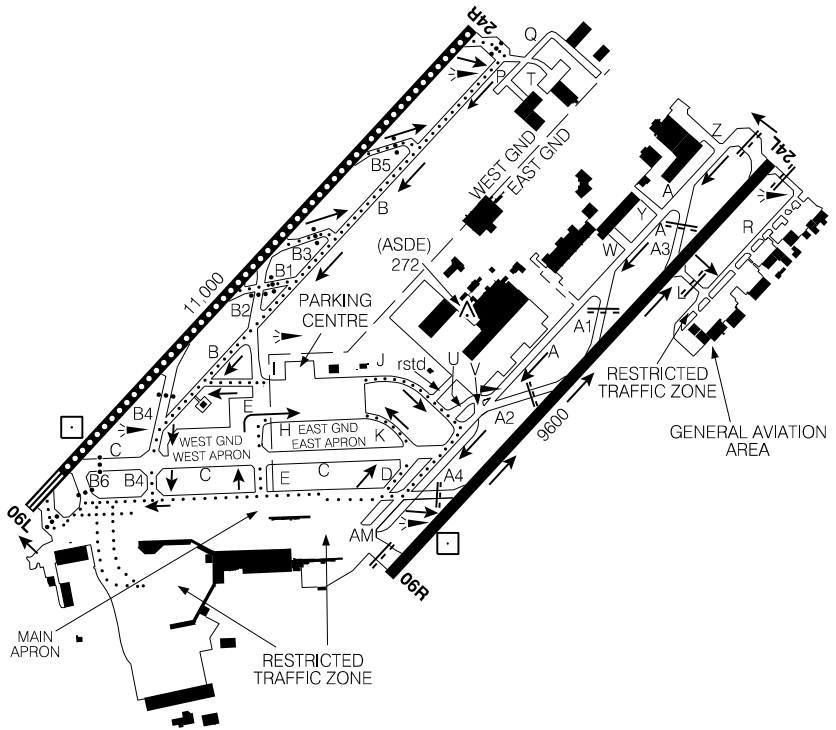 24R
Q
P
T
WEST GND
EAST GND
Z
24L
B5
B
A
Y
R
(ASDE)
272
W
A
A3
B3
B1
11,000
PARKING
CENTRE
B2
L
A1
B
I
J
rstd
U
V
A
RESTRICTED
TRAFFIC ZONE
E
B4
A2
9600
GENERAL AVIATION
AREA
WEST GND
WEST APRON
H
EAST GND
EAST APRON
K
C
B6
B4
C
E
C
D
A4
06L
AM
06R
MAIN
APRON
RESTRICTED
TRAFFIC ZONE